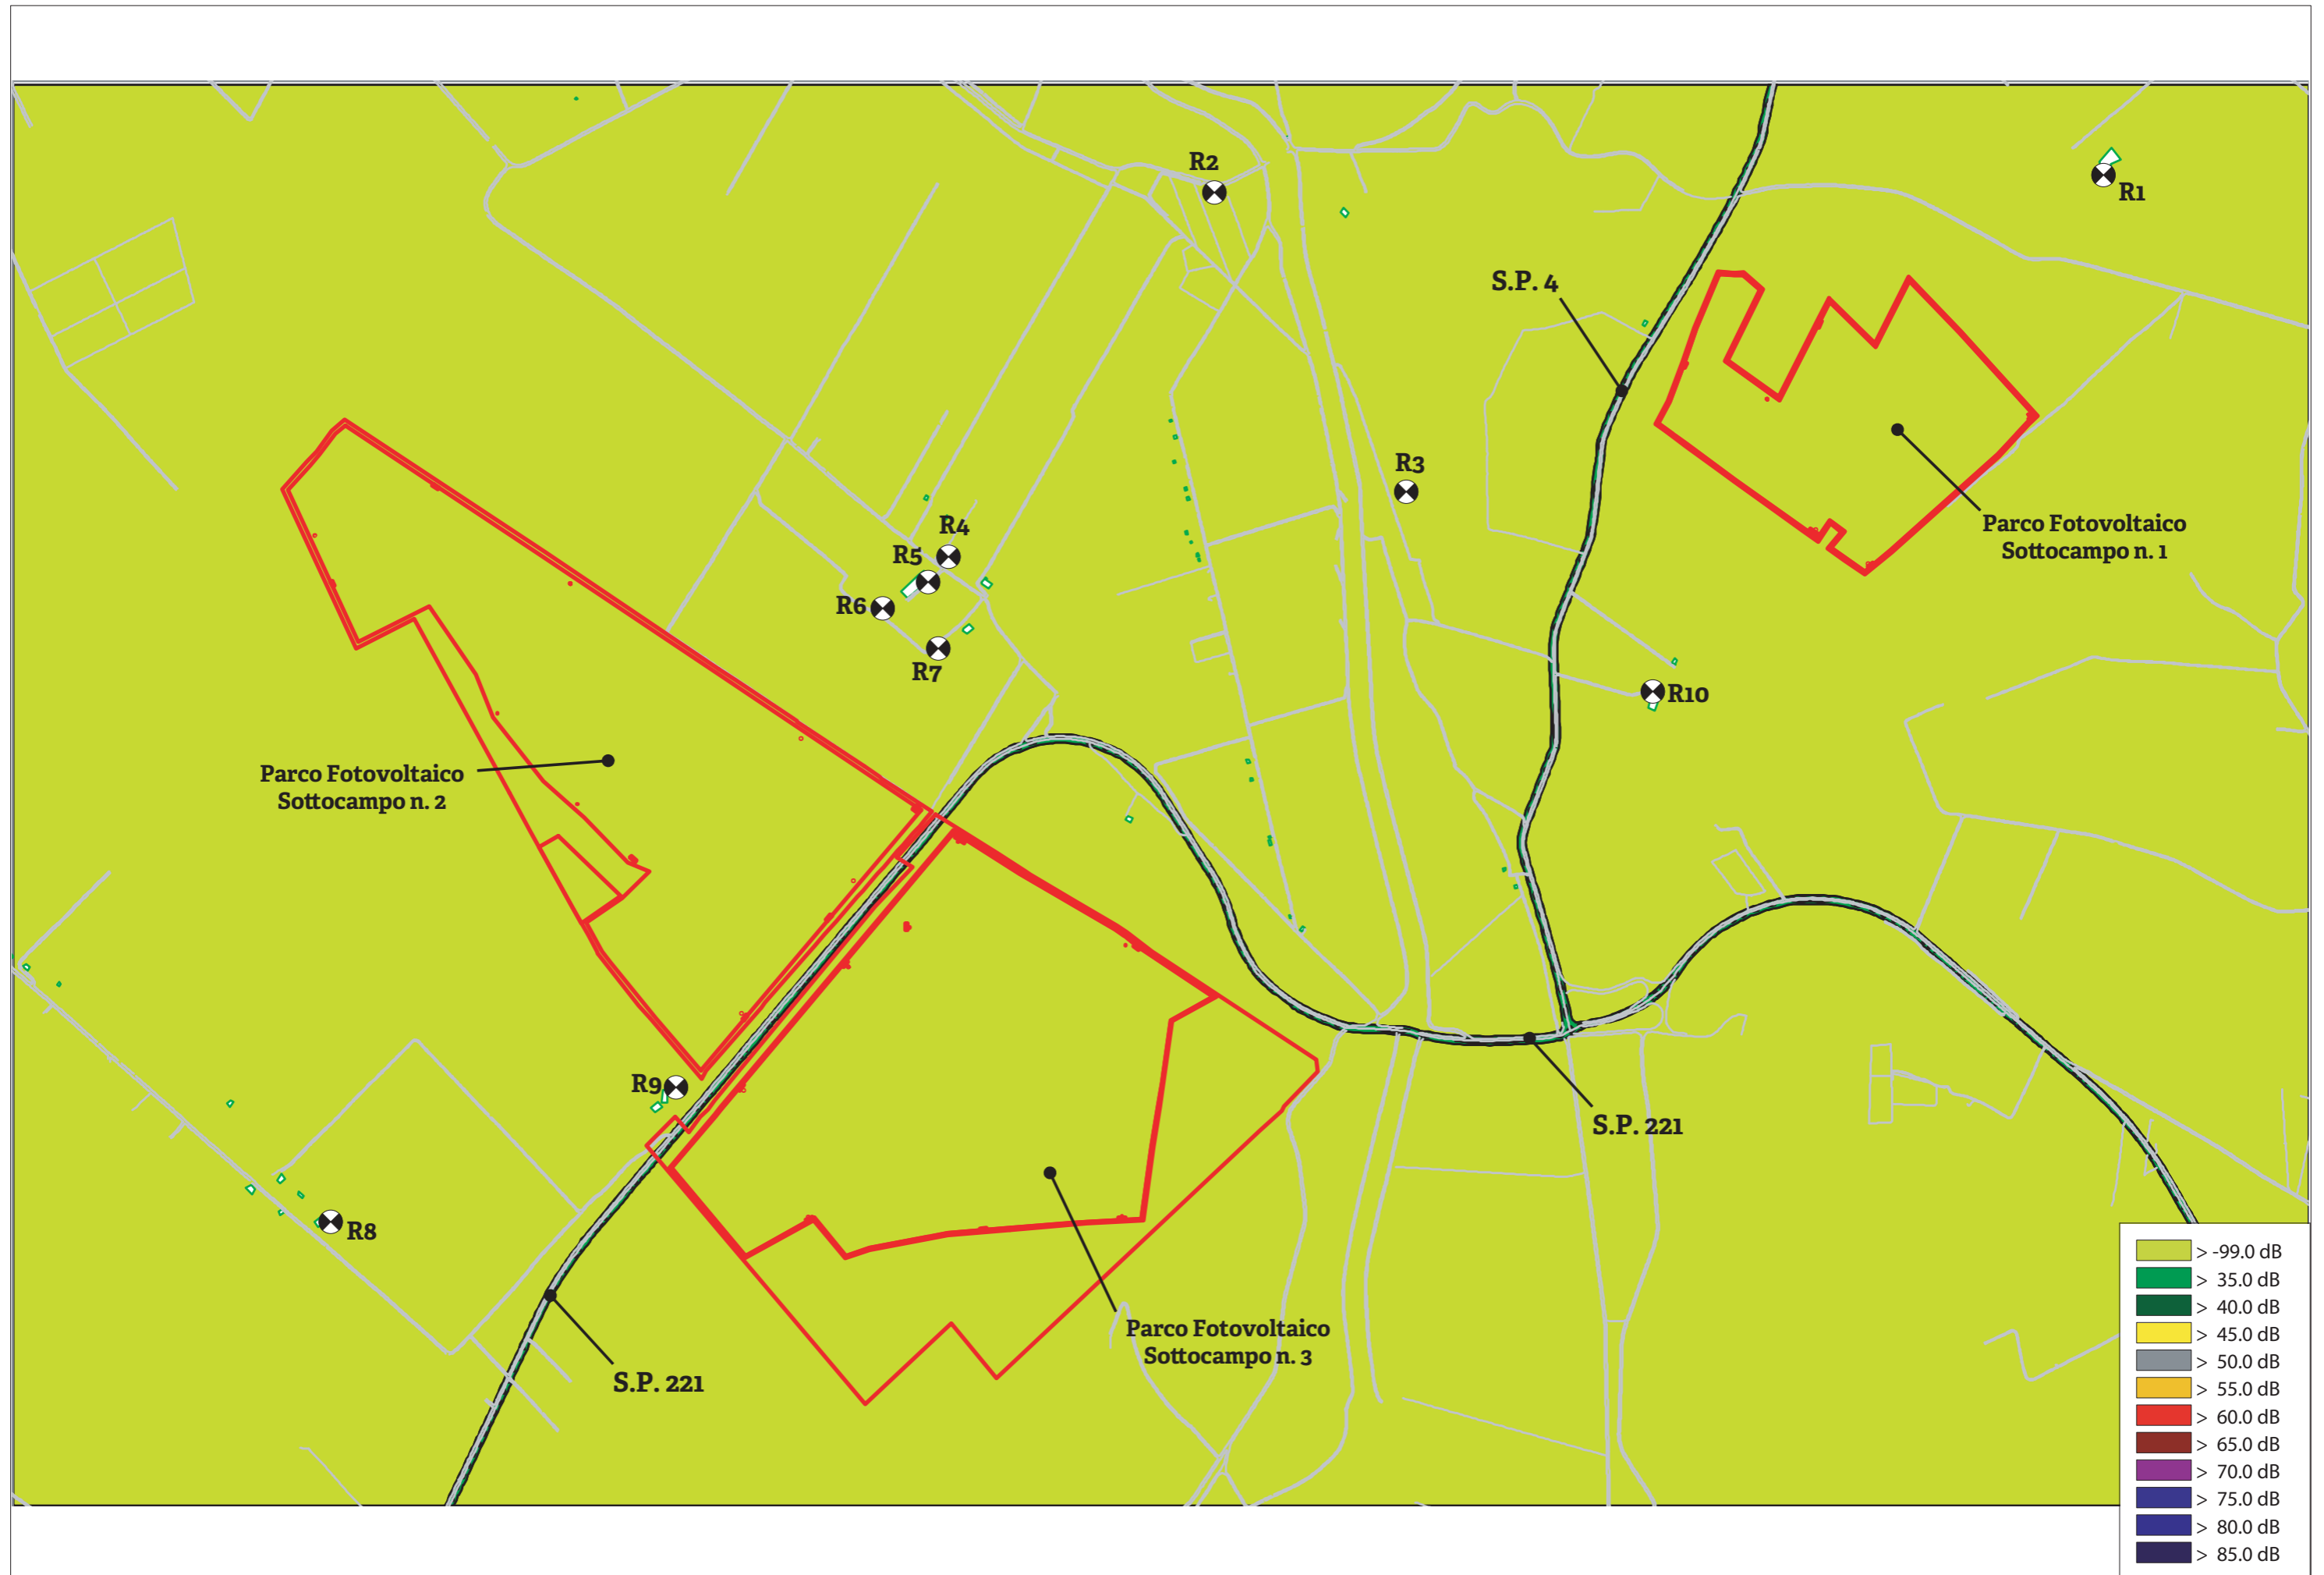 R2
R1
S.P. 4
R3
Parco Fotovoltaico
Sottocampo n. 1
R4
R5
R6
R7
R10
Parco Fotovoltaico
Sottocampo n. 2
R9
S.P. 221
R8
Parco Fotovoltaico
Sottocampo n. 3
S.P. 221
> -99.0 dB
> 35.0 dB
> 40.0 dB
> 45.0 dB
> 50.0 dB
> 55.0 dB
> 60.0 dB
> 65.0 dB
> 70.0 dB
> 75.0 dB
> 80.0 dB
> 85.0 dB